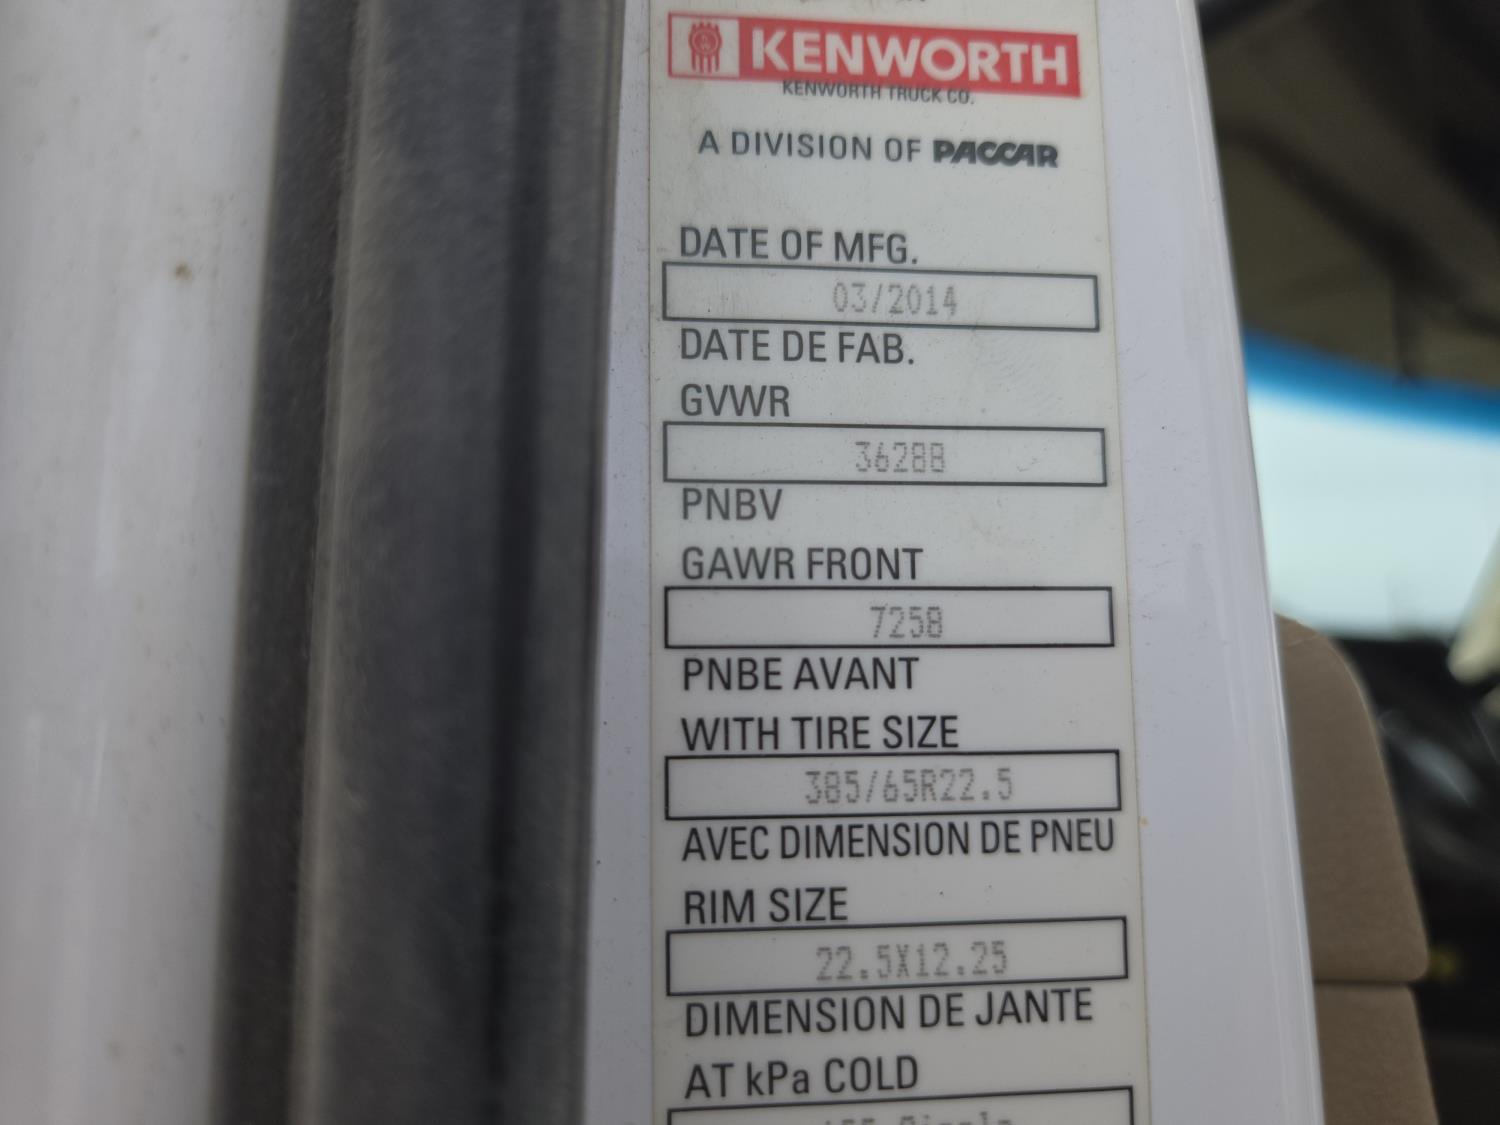 KENWORTH
KENWORTH TRUCK CO.
A DIVISION OF PACCAR
DATE OF MFG.
03/2014
DATE DE FAB.
GVWR
36288
PNBV
GAWR FRONT
7258
PNBE AVANT
WITH TIRE SIZE
385/65R22.5
AVEC DIMENSION DE PNEU
RIM SIZE
22.5X12.25
DIMENSION DE JANTE
AT kPa COLD